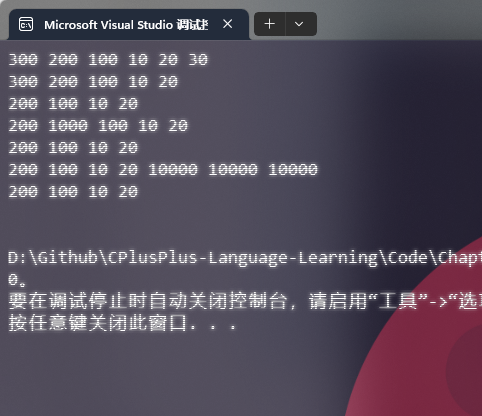 Microsoft Visual Studio 调试
300 200 100 10 20 30
300 200 100 10 20
200 100 10 20
200 1000 100 10 20
200 100 10 20
200 100 10 20 10000 10000 10000
200 100 10 20
D:\Github\CPlusPlus-Language-Learning\Code\Chapt
0。
要在调试停止时自动关闭控制台，请启用“工具”->“选
按任意键关闭此窗口. . .